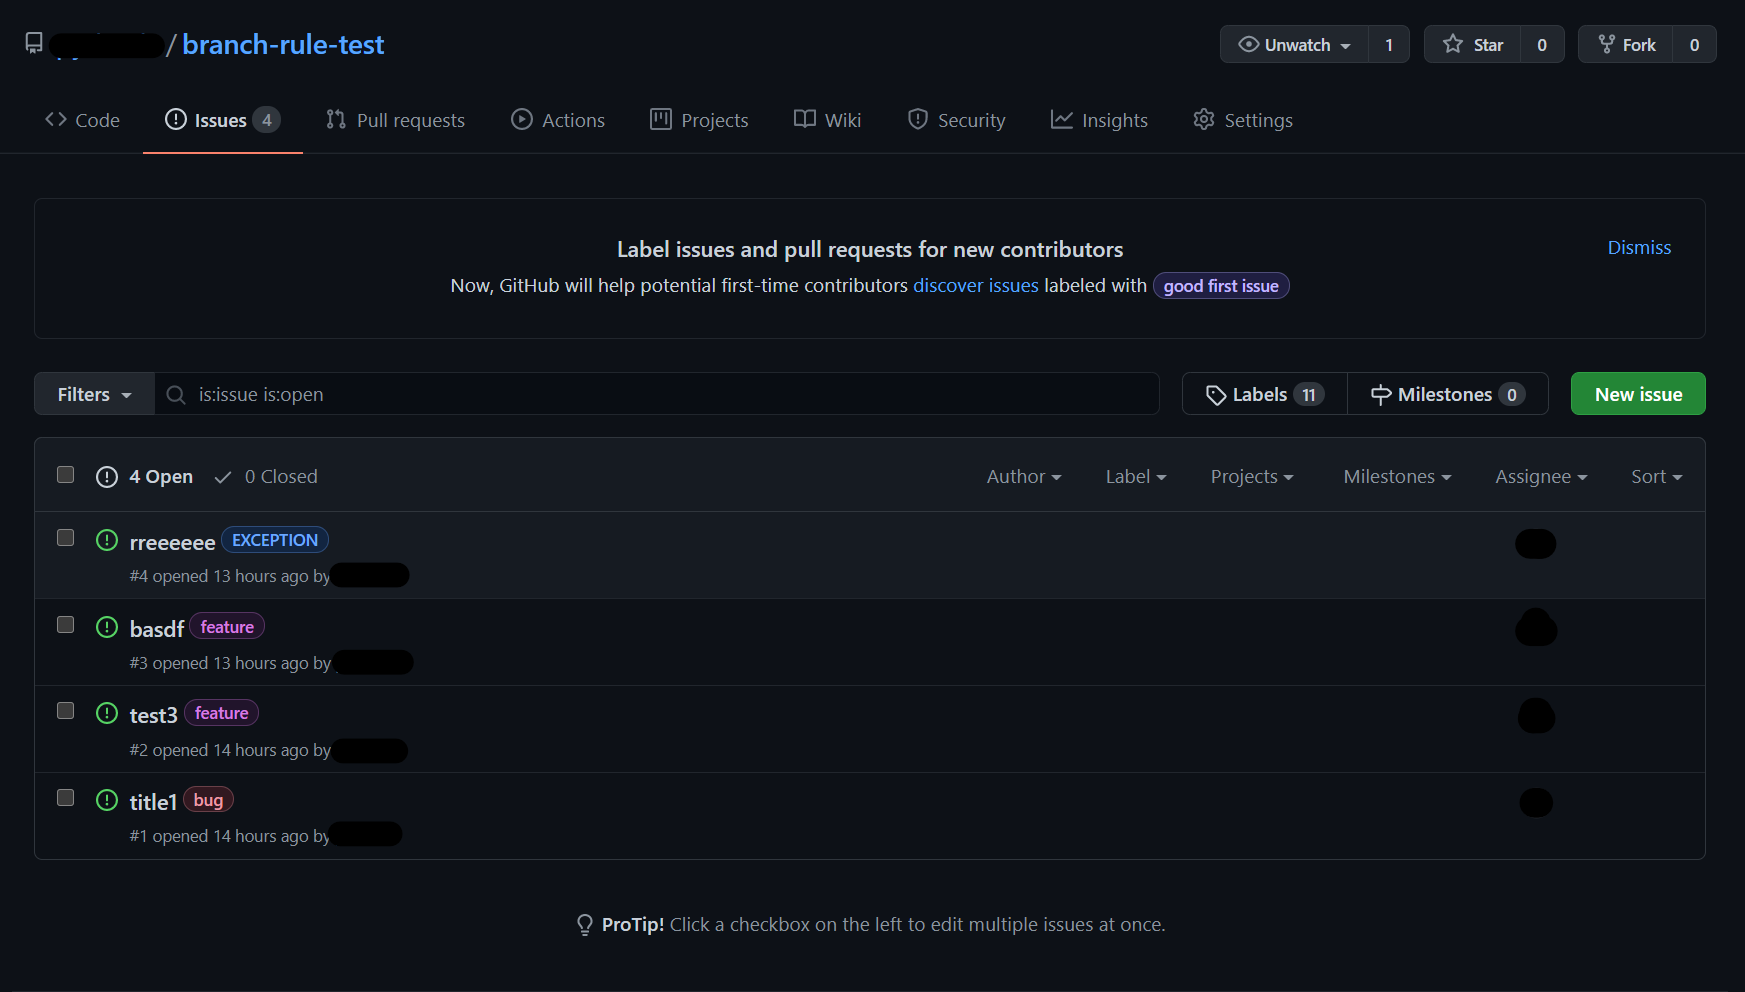 / branch-rule-test
Unwatch 1 Star 0 Fork 0
Code Issues 4 Pull requests Actions Projects Wiki Security Insights Settings
Label issues and pull requests for new contributors
Dismiss
Now, GitHub will help potential first-time contributors discover issues labeled with good first issue
Filters is:issue is:open Labels 11 Milestones 0 New issue
4 Open 0 Closed Author Label Projects Milestones Assignee Sort
rreeeeee EXCEPTION
#4 opened 13 hours ago by
basdf feature
#3 opened 13 hours ago by
test3 feature
#2 opened 14 hours ago by
title1 bug
#1 opened 14 hours ago by
ProTip! Click a checkbox on the left to edit multiple issues at once.